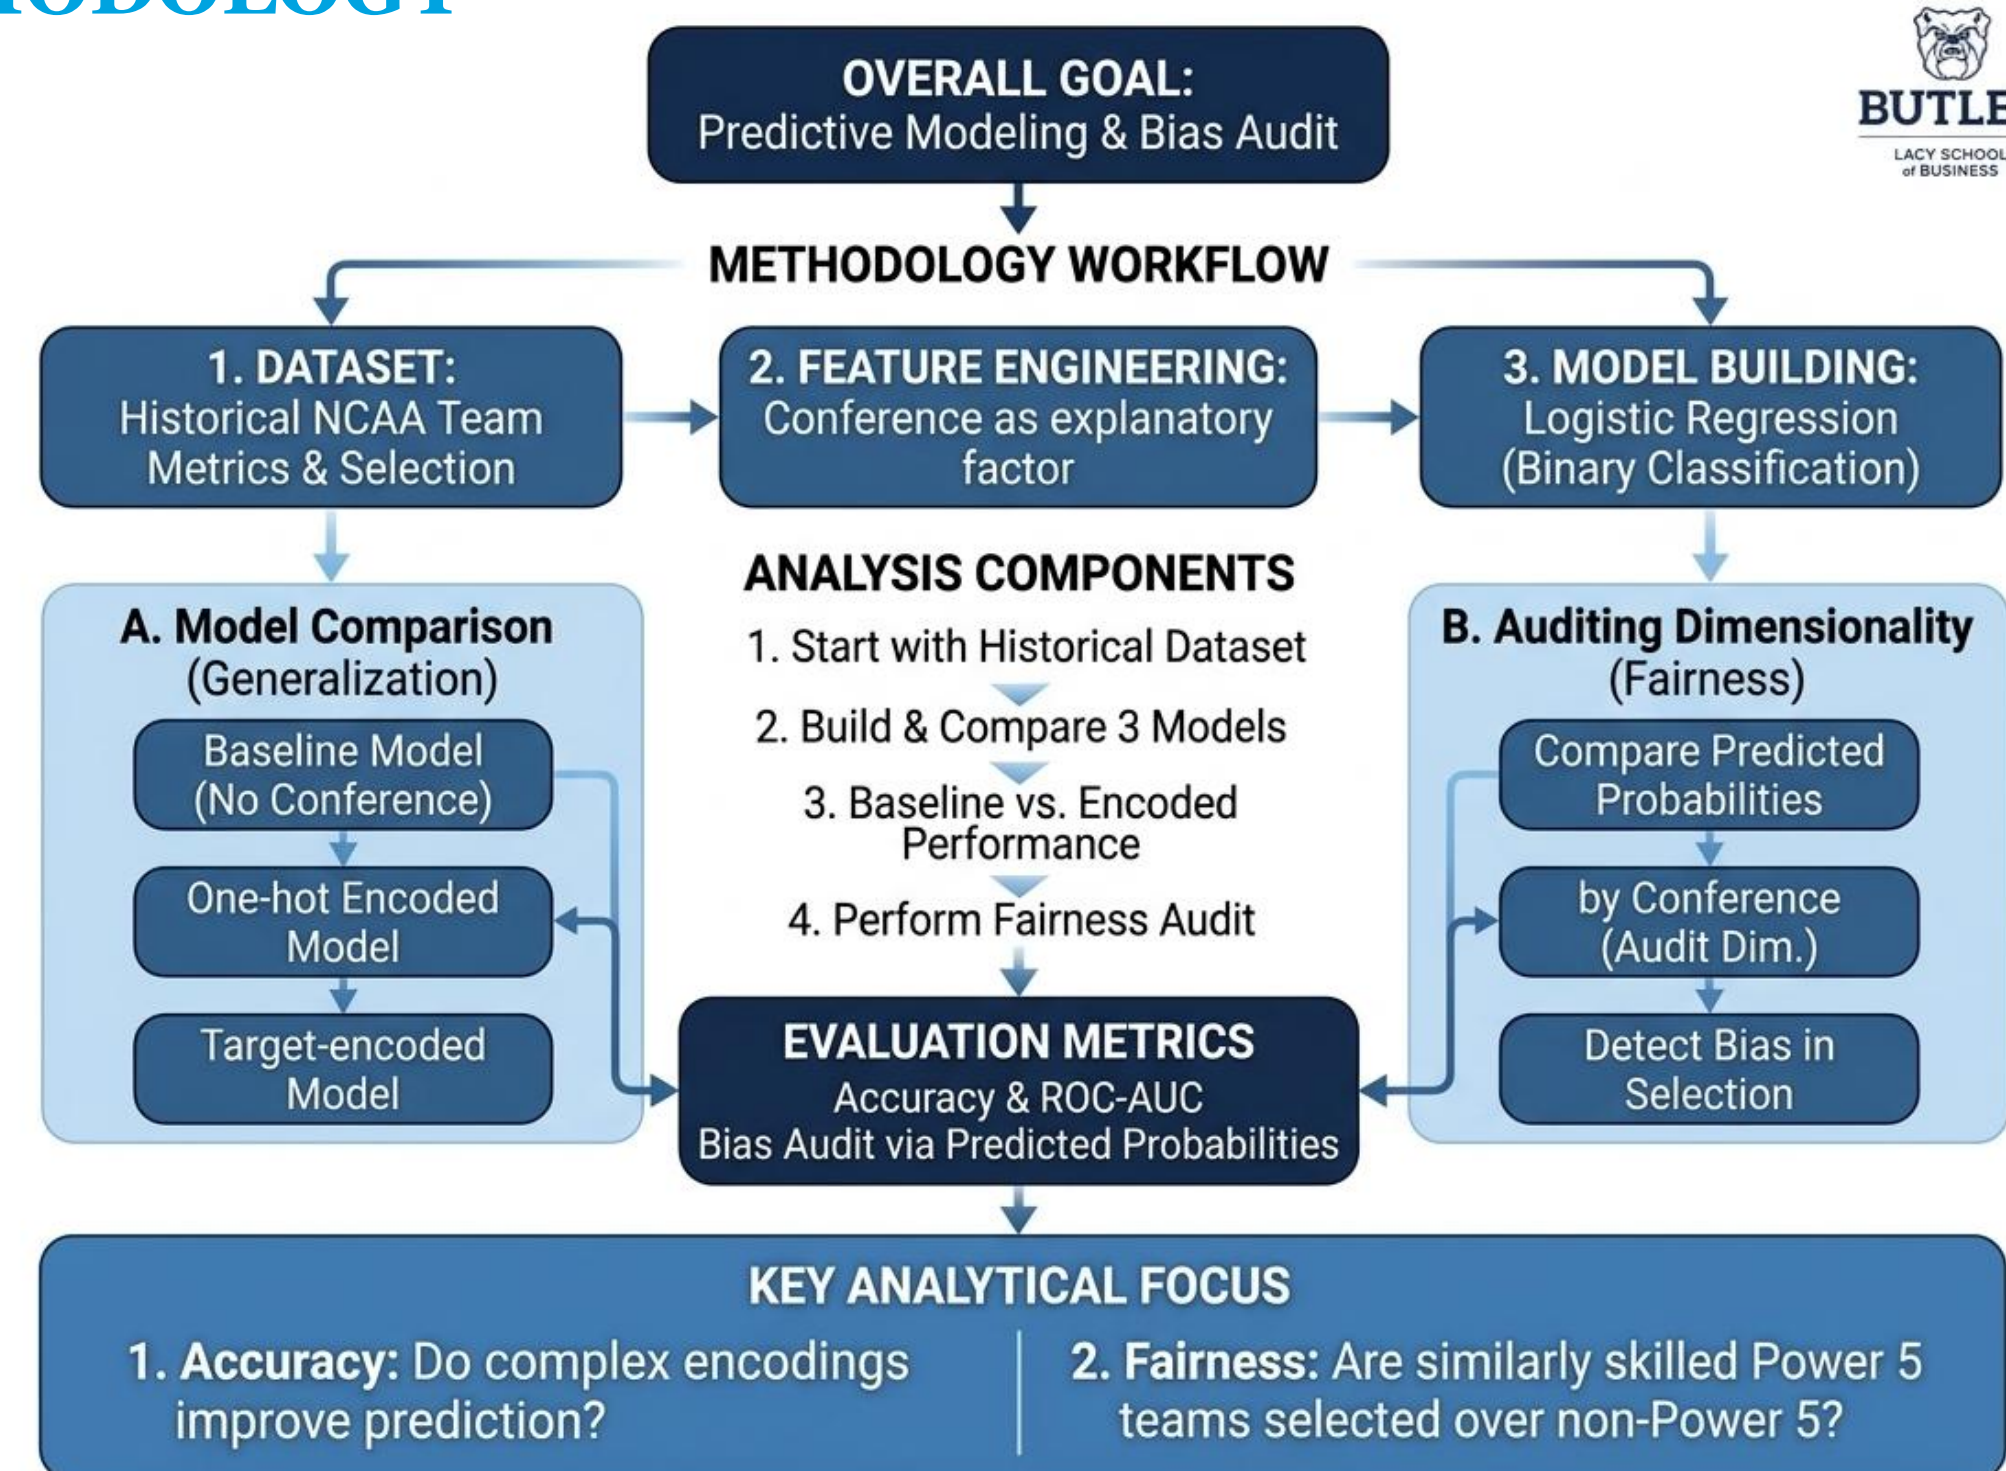 OVERALL GOAL:
Predictive Modeling & Bias Audit
BUTLE
LACY SCHOOL
of BUSINESS
METHODOLOGY WORKFLOW
1. DATASET:
Historical NCAA Team
Metrics & Selection
2. FEATURE ENGINEERING:
Conference as explanatory
factor
3. MODEL BUILDING:
Logistic Regression
(Binary Classification)
A. Model Comparison
(Generalization)
Baseline Model
(No Conference)
One-hot Encoded
Model
Target-encoded
Model
ANALYSIS COMPONENTS
1. Start with Historical Dataset
2. Build & Compare 3 Models
3. Baseline vs. Encoded
Performance
4. Perform Fairness Audit
B. Auditing Dimensionality
(Fairness)
Compare Predicted
Probabilities
by Conference
(Audit Dim.)
Detect Bias in
Selection
EVALUATION METRICS
Accuracy & ROC-AUC
Bias Audit via Predicted Probabilities
KEY ANALYTICAL FOCUS
1. Accuracy: Do complex encodings
improve prediction?
2. Fairness: Are similarly skilled Power 5
teams selected over non-Power 5?